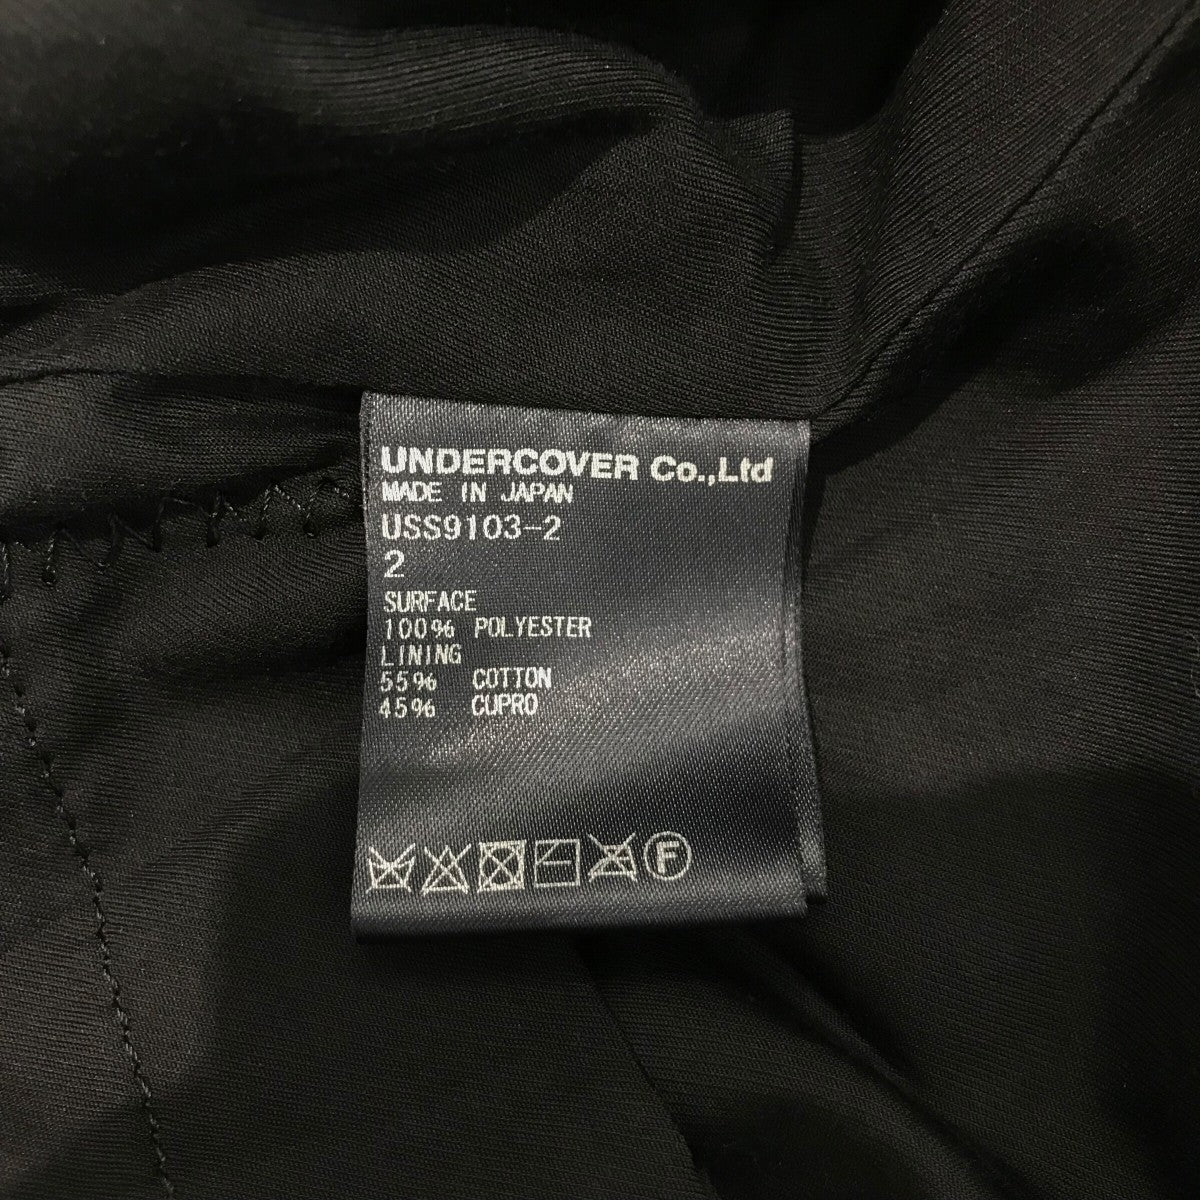 UNDERCOVER Co.,Ltd
MADE IN JAPAN
USS9103-2
2
SURFACE
100% POLYESTER
LINING
55% COTTON
45% CUPRO
F